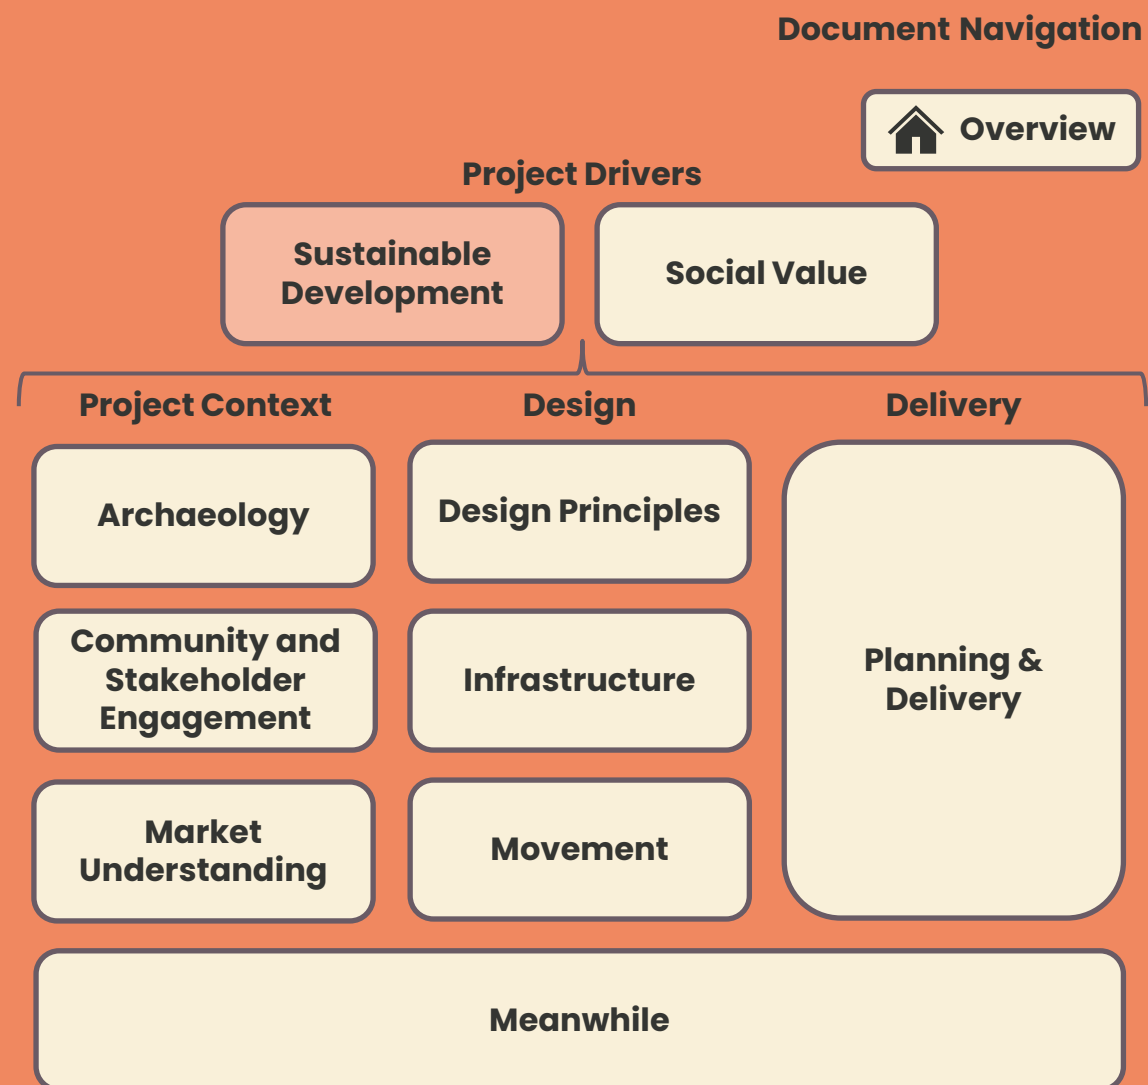 Document Navigation
Overview
Project Drivers
Sustainable
Development
Social Value
Project Context
Design
Delivery
Archaeology
Design Principles
Community and
Stakeholder
Engagement
Infrastructure
Planning &
Delivery
Market
Understanding
Movement
Meanwhile